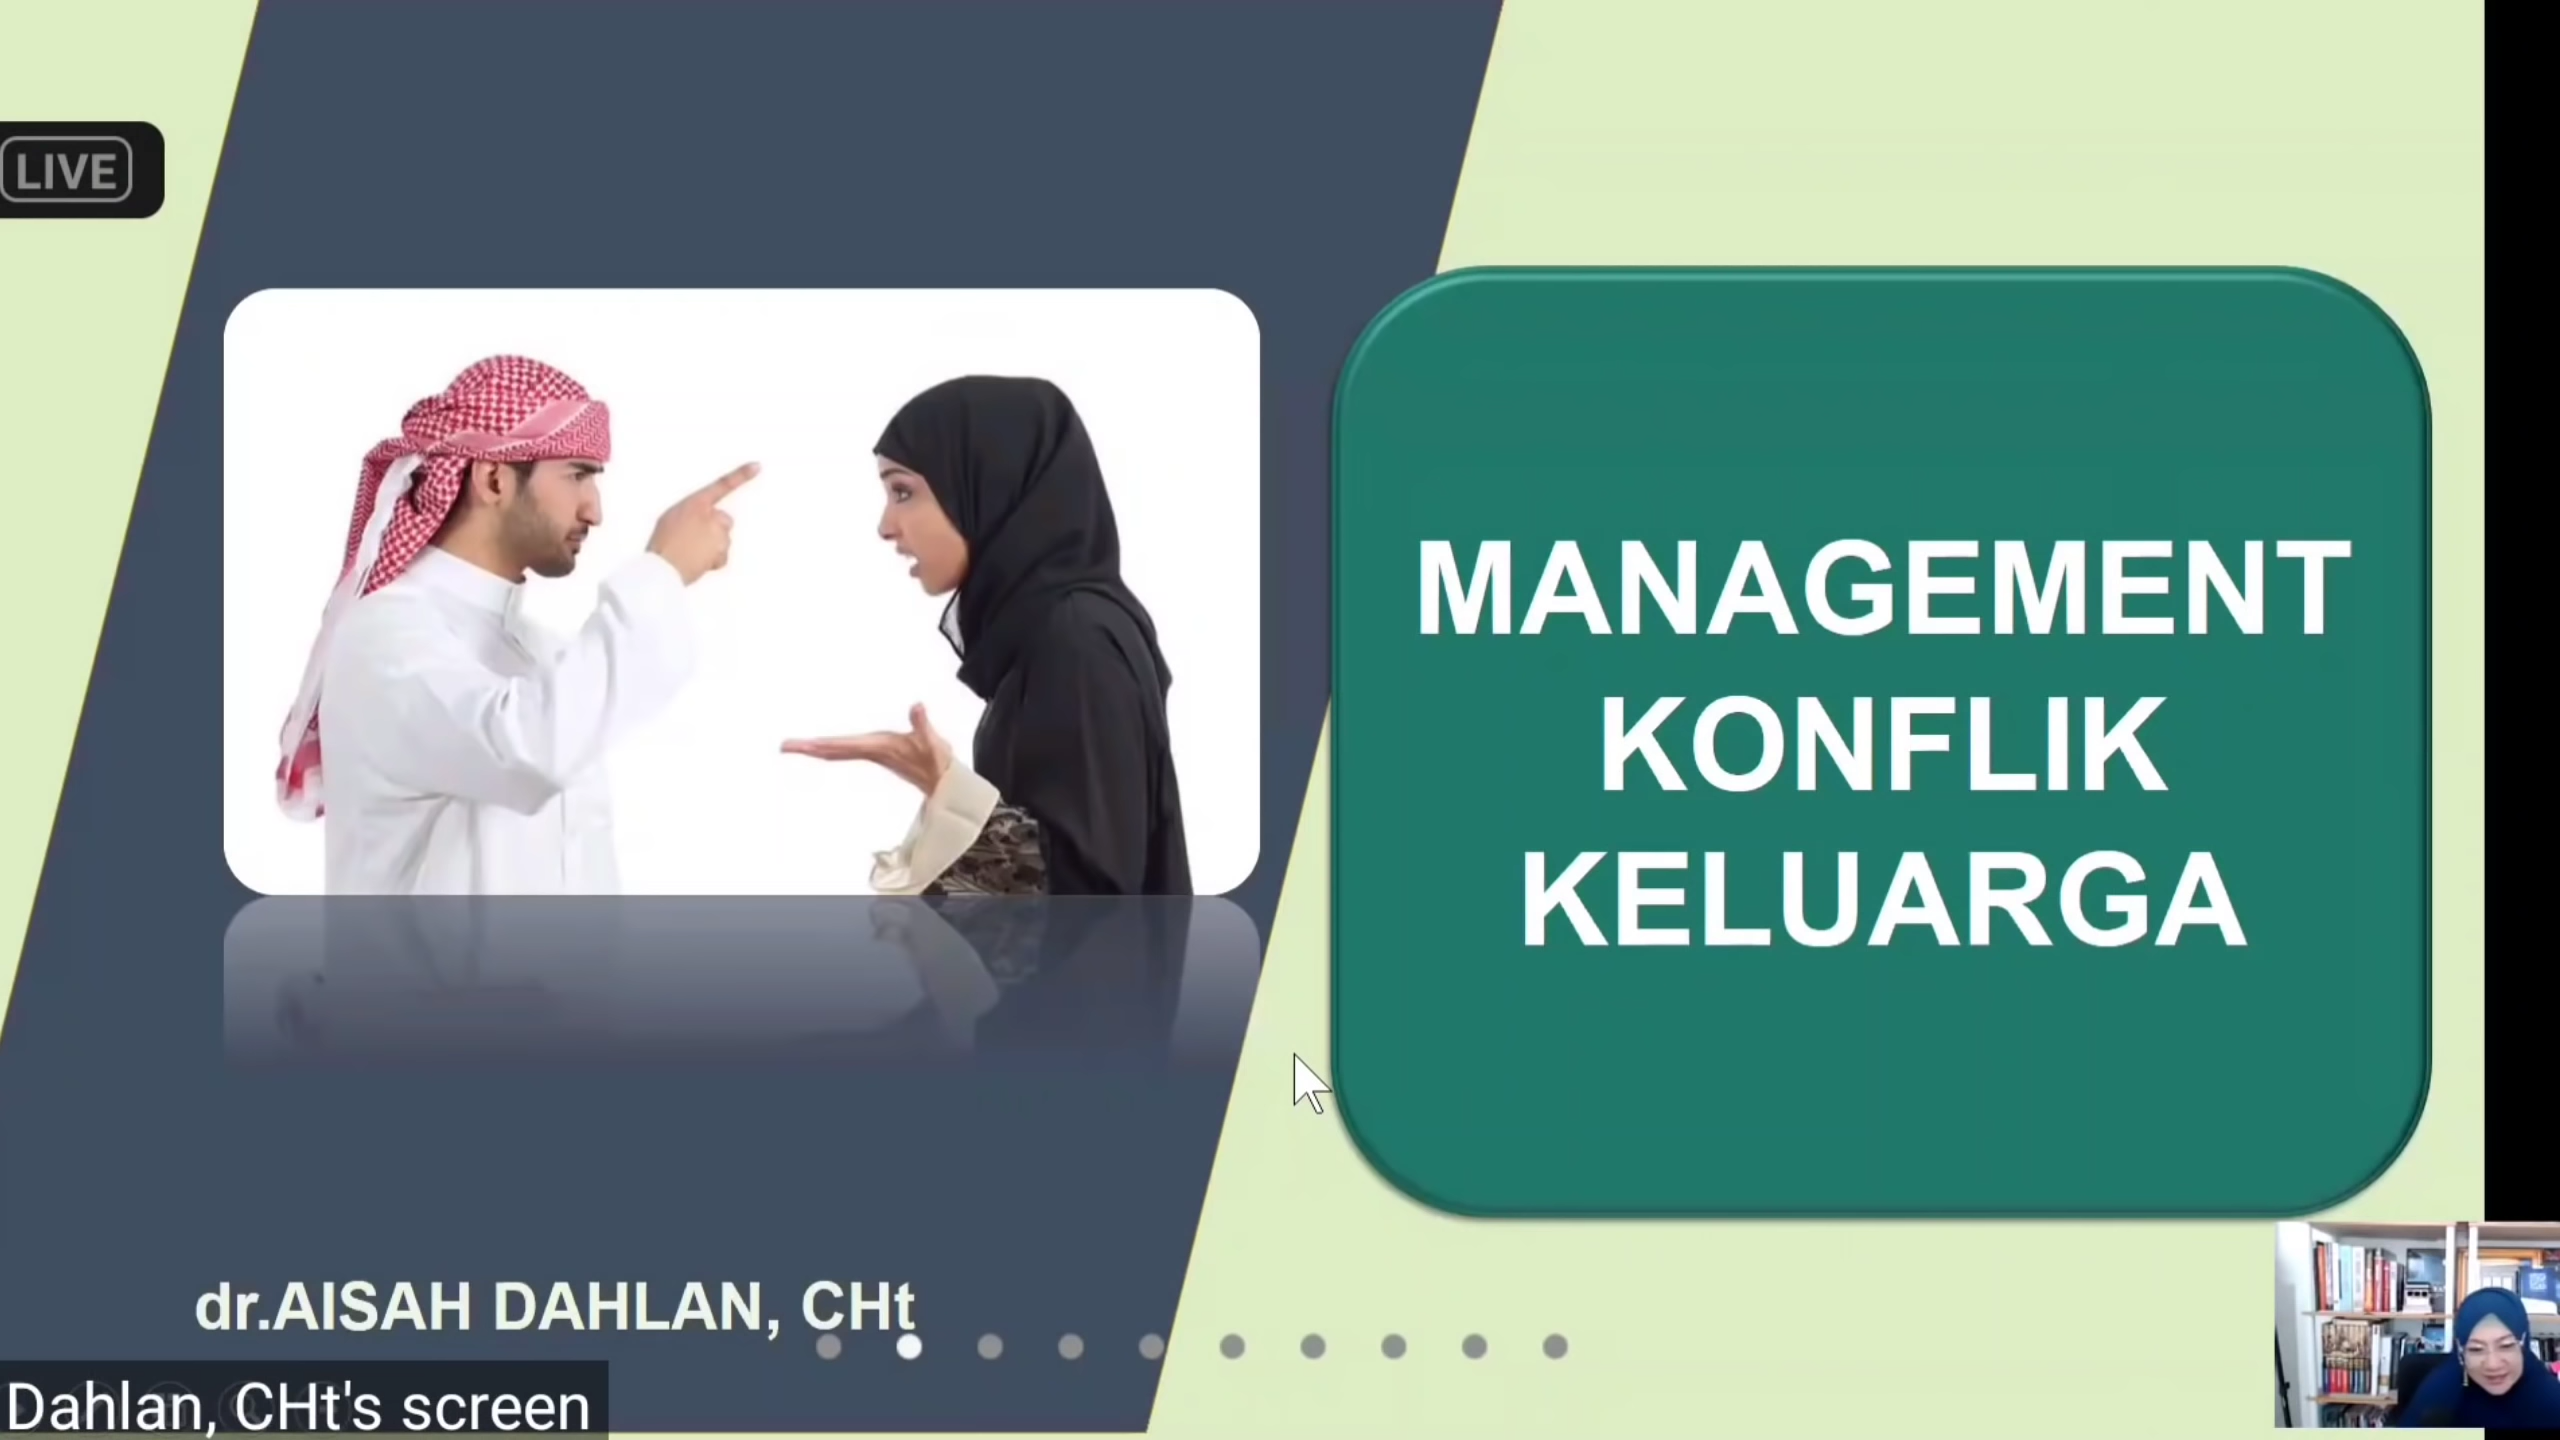 LIVE
MANAGEMENT
KONFLIK
KELUARGA
dr.AISAH DAHLAN, CHt
Dahlan, CHt's screen